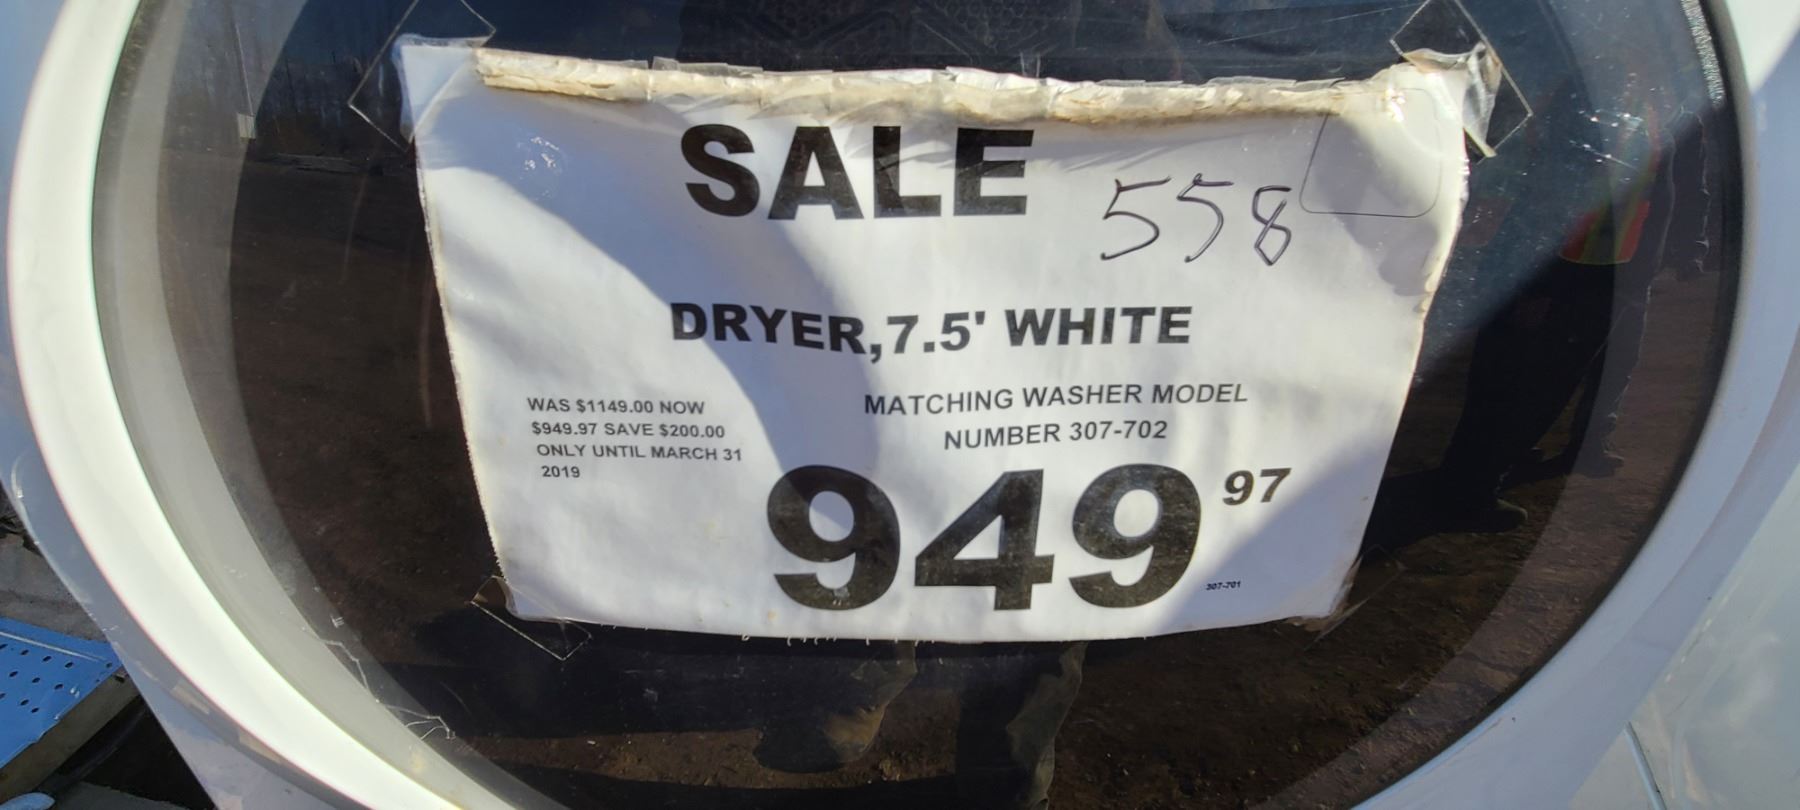 SALE 558
DRYER,7.5' WHITE
WAS $1149.00 NOW
$949.97 SAVE $200.00
ONLY UNTIL MARCH 31
2019
MATCHING WASHER MODEL
NUMBER 307-702
949 97
307-701